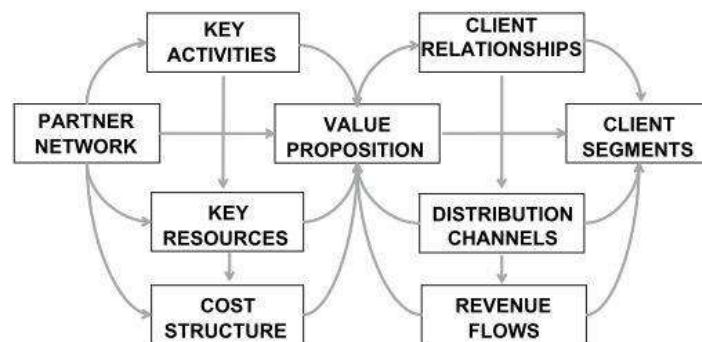 KEY
ACTIVITIES
CLIENT
RELATIONSHIPS
PARTNER
NETWORK
VALUE
PROPOSITION
CLIENT
SEGMENTS
KEY
RESOURCES
DISTRIBUTION
CHANNELS
COST
STRUCTURE
REVENUE
FLOWS